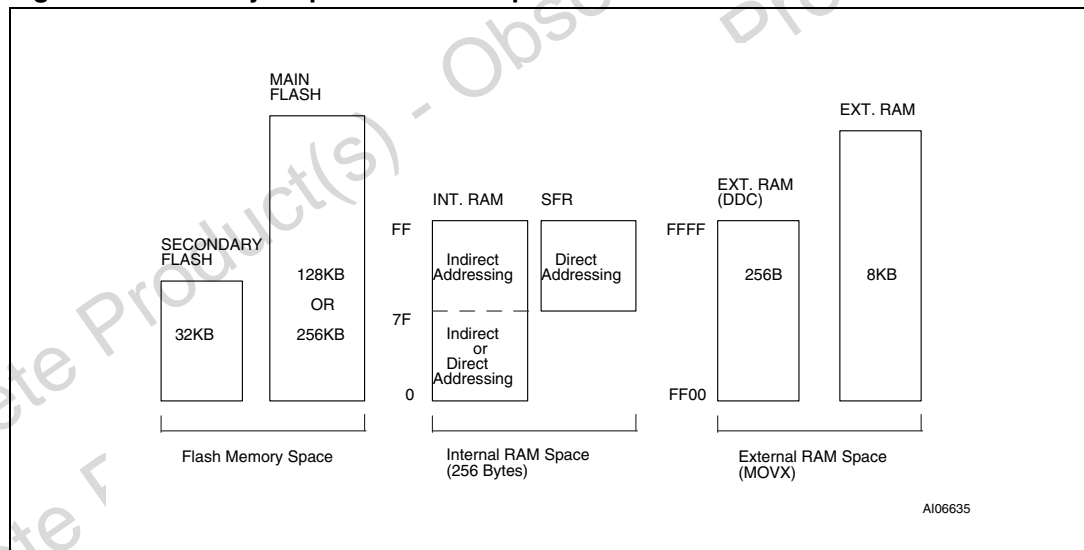 MAIN
FLASH
EXT. RAM
EXT. RAM
(DDC)
INT. RAM
SFR
FF
FFFF
SECONDARY
FLASH
Indirect
Addressing
Direct
Addressing
128KB
OR
256KB
256B
8KB
7F
32KB
Indirect
or
Direct
Addressing
0
FF00
Flash Memory Space
Internal RAM Space
(256 Bytes)
External RAM Space
(MOVX)
AI06635
Product(s) - Obso